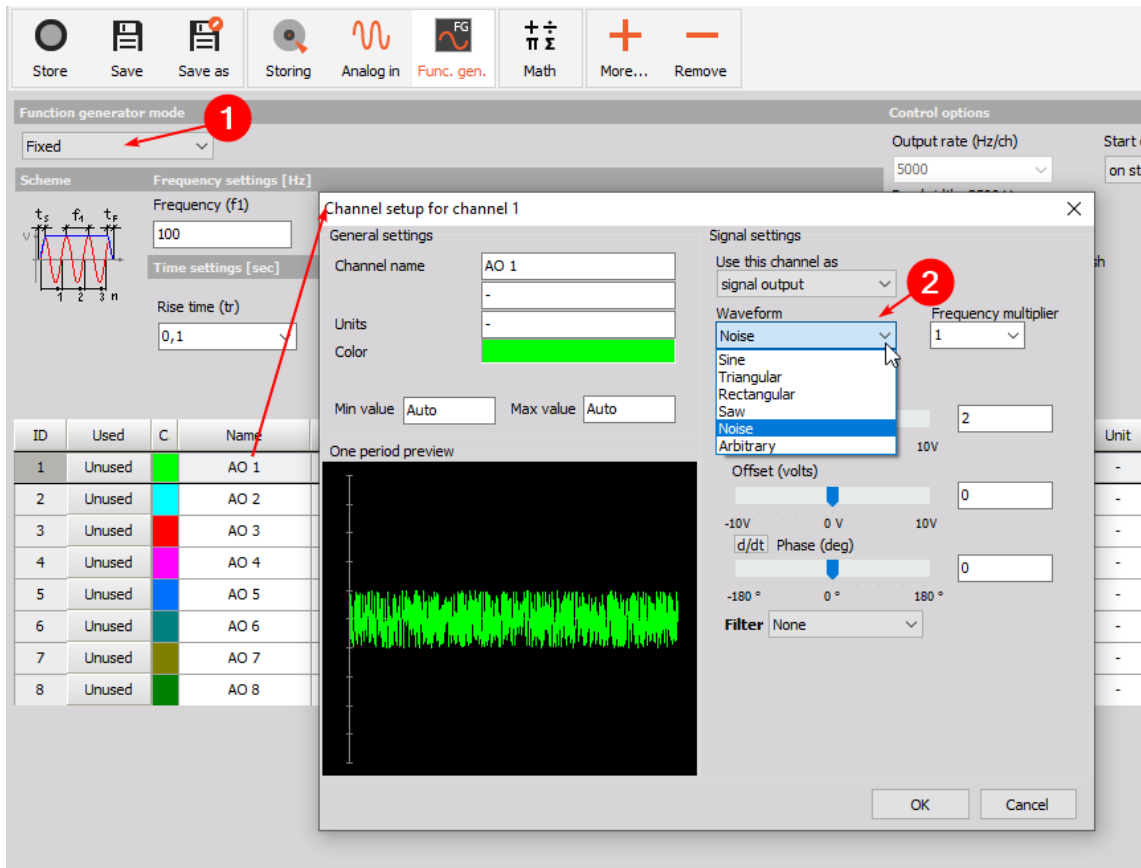 FG
+ ÷
π Σ
Store Save Save as Storing Analog in Func. gen. Math More... Remove
Function generator mode
1
Control options
Fixed
Output rate (Hz/ch)
Start
5000
on st
Scheme
Frequency settings [Hz]
ts f1 tF
V
1 2 3 n
Frequency (f1)
100
Time settings [sec]
Rise time (tr)
0,1
Channel setup for channel 1
General settings
Channel name
AO 1
-
Units
-
Color
Min value Auto
Max value Auto
One period preview
Signal settings
Use this channel as
signal output
2
Waveform
Frequency multiplier
Noise
1
Sine
Triangular
Rectangular
Saw
Noise
Arbitrary
2
10V
Offset (volts)
0
-10V 0 V 10V
d/dt Phase (deg)
0
-180 ° 0 ° 180 °
Filter None
OK Cancel
sh
ID Used C Name
Unit
1 Unused AO 1 -
2 Unused AO 2 -
3 Unused AO 3 -
4 Unused AO 4 -
5 Unused AO 5 -
6 Unused AO 6 -
7 Unused AO 7 -
8 Unused AO 8 -